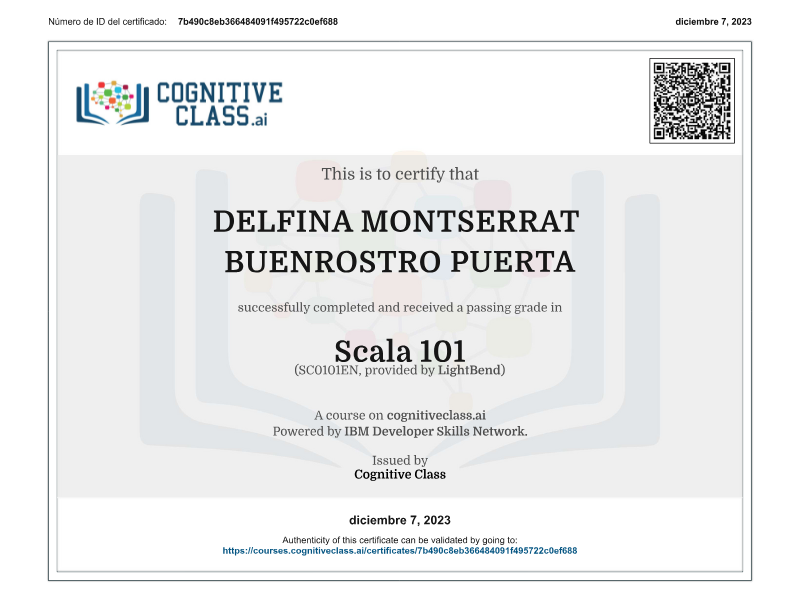 Número de ID del certificado: 7b490c8eb366484091f495722c0ef688
diciembre 7, 2023
COGNITIVE
CLASS.ai
This is to certify that
DELFINA MONTSERRAT
BUENROSTRO PUERTA
successfully completed and received a passing grade in
Scala 101
(SC0101EN, provided by LightBend)
A course on cognitiveclass.ai
Powered by IBM Developer Skills Network.
Issued by
Cognitive Class
diciembre 7, 2023
Authenticity of this certificate can be validated by going to:
https://courses.cognitiveclass.ai/certificates/7b490c8eb366484091f495722c0ef688